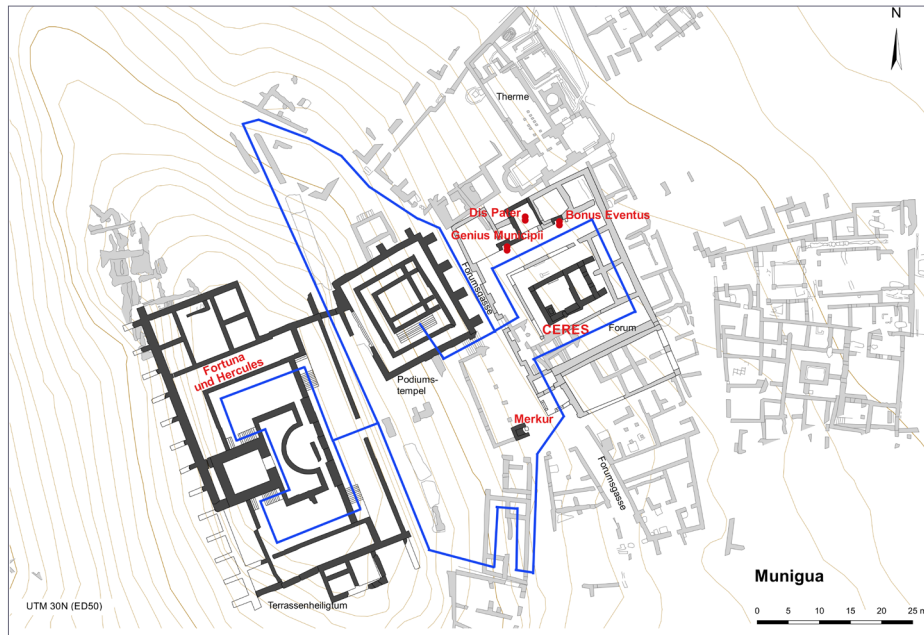 N
Therme
Dis Pater
Bonus Eventus
Genius Municipii
Forumsgasse
CERES
Forum
Fortuna
und Hercules
Podiums-
tempel
Merkur
Forumsgasse
Munigua
UTM 30N (ED50)
Terrassenheiligtum
0 5 10 15 20 25 m